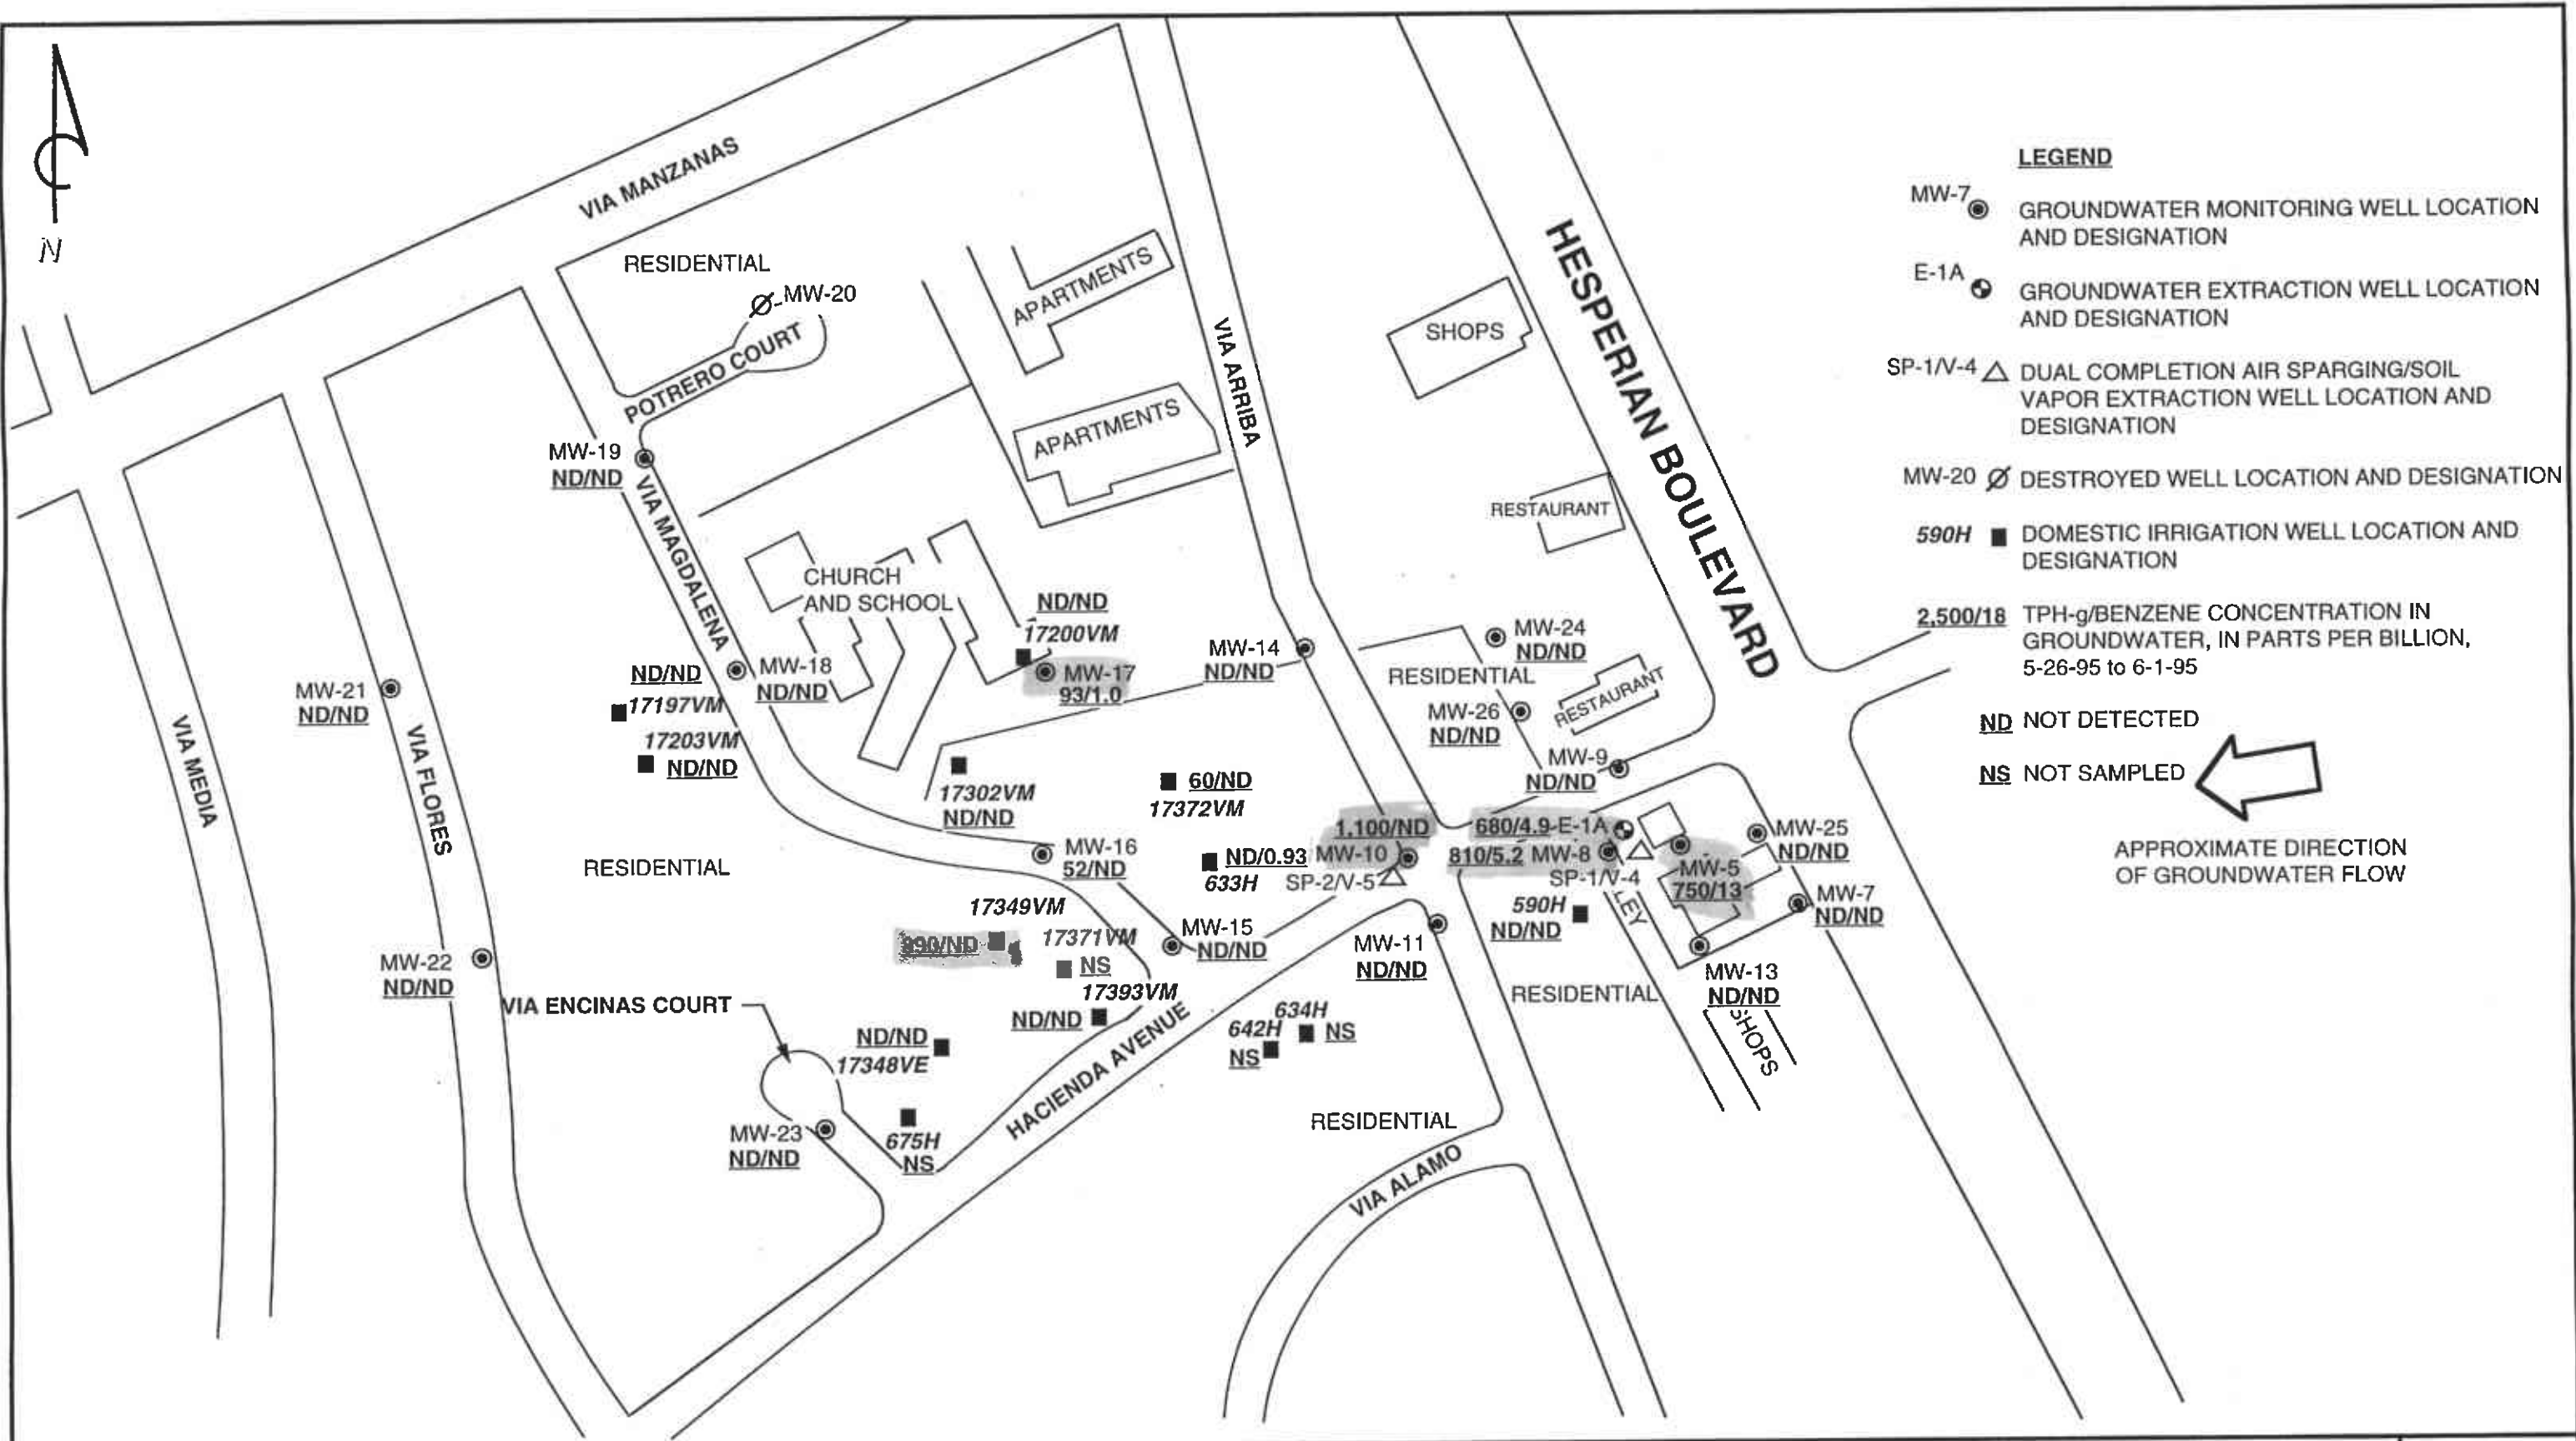 N
VIA MANZANAS
RESIDENTIAL
MW-20
POTRERO COURT
APARTMENTS
APARTMENTS
VIA ARRIBA
SHOPS
HESPERIAN BOULEVARD
RESTAURANT
MW-19
ND/ND
VIA MAGDALENA
CHURCH
AND SCHOOL
ND/ND
17200VM
MW-17
93/1.0
MW-18
ND/ND
ND/ND
17197VM
17203VM
ND/ND
MW-14
ND/ND
MW-24
ND/ND
RESIDENTIAL
RESTAURANT
MW-26
ND/ND
MW-9
ND/ND
MW-21
ND/ND
VIA MEDIA
VIA FLORES
17302VM
ND/ND
60/ND
17372VM
1,100/ND
MW-10
SP-2/V-5
680/4.9
E-1A
810/5.2
MW-8
SP-1/V-4
MW-5
750/13
MW-25
ND/ND
MW-7
ND/ND
RESIDENTIAL
MW-16
52/ND
ND/0.93
633H
590H
ND/ND
LEY
17349VM
ND
17371VM
NS
MW-15
ND/ND
MW-11
ND/ND
MW-13
ND/ND
SHOPS
RESIDENTIAL
MW-22
ND/ND
VIA ENCINAS COURT
17393VM
ND/ND
ND/ND
17348VE
634H
NS
642H
NS
HACIENDA AVENUE
675H
NS
MW-23
ND/ND
RESIDENTIAL
VIA ALAMO
LEGEND
MW-7
GROUNDWATER MONITORING WELL LOCATION
AND DESIGNATION
E-1A
GROUNDWATER EXTRACTION WELL LOCATION
AND DESIGNATION
SP-1/V-4
DUAL COMPLETION AIR SPARGING/SOIL
VAPOR EXTRACTION WELL LOCATION AND
DESIGNATION
MW-20 DESTROYED WELL LOCATION AND DESIGNATION
590H
DOMESTIC IRRIGATION WELL LOCATION AND
DESIGNATION
2,500/18 TPH-g/BENZENE CONCENTRATION IN
GROUNDWATER, IN PARTS PER BILLION,
5-26-95 to 6-1-95
ND NOT DETECTED
NS NOT SAMPLED
APPROXIMATE DIRECTION
OF GROUNDWATER FLOW